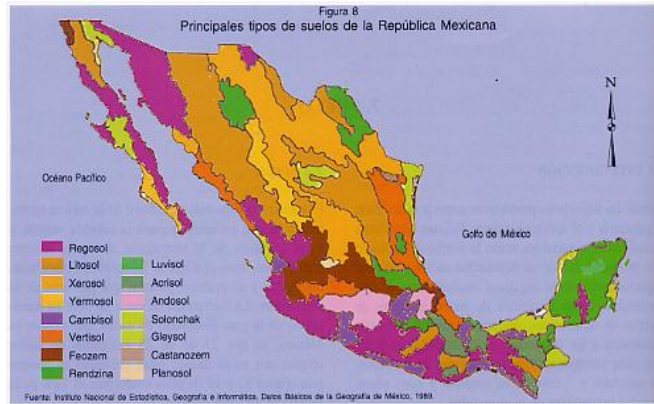 Figura 8
Principales tipos de suelos de la República Mexicana
N
Océano Pacífico
Golfo de México
Regosol
Litosol
Xerosol
Yermosol
Cambisol
Vertisol
Feozem
Rendzina
Luvisol
Acrisol
Andosol
Solonchak
Gleysol
Castanozem
Planosol
Fuente: Instituto Nacional de Estadística, Geografía e Informática, Datos Básicos de la Geografía de México, 1989.